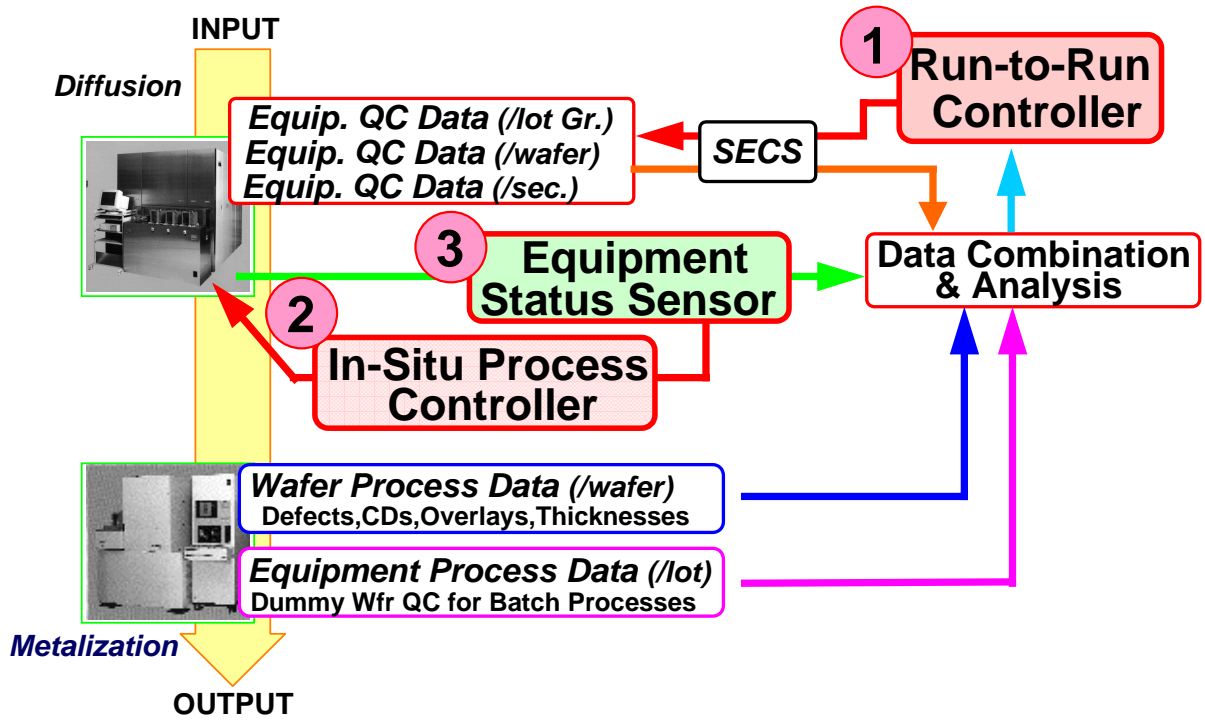 INPUT
1
Run-to-Run
Controller
Diffusion
Equip. QC Data (/lot Gr.)
Equip. QC Data (/wafer)
Equip. QC Data (/sec.)
SECS
3
Equipment
Status Sensor
Data Combination
& Analysis
2
In-Situ Process
Controller
Wafer Process Data (/wafer)
Defects,CDs,Overlays,Thicknesses
Equipment Process Data (/lot)
Dummy Wfr QC for Batch Processes
Metalization
OUTPUT